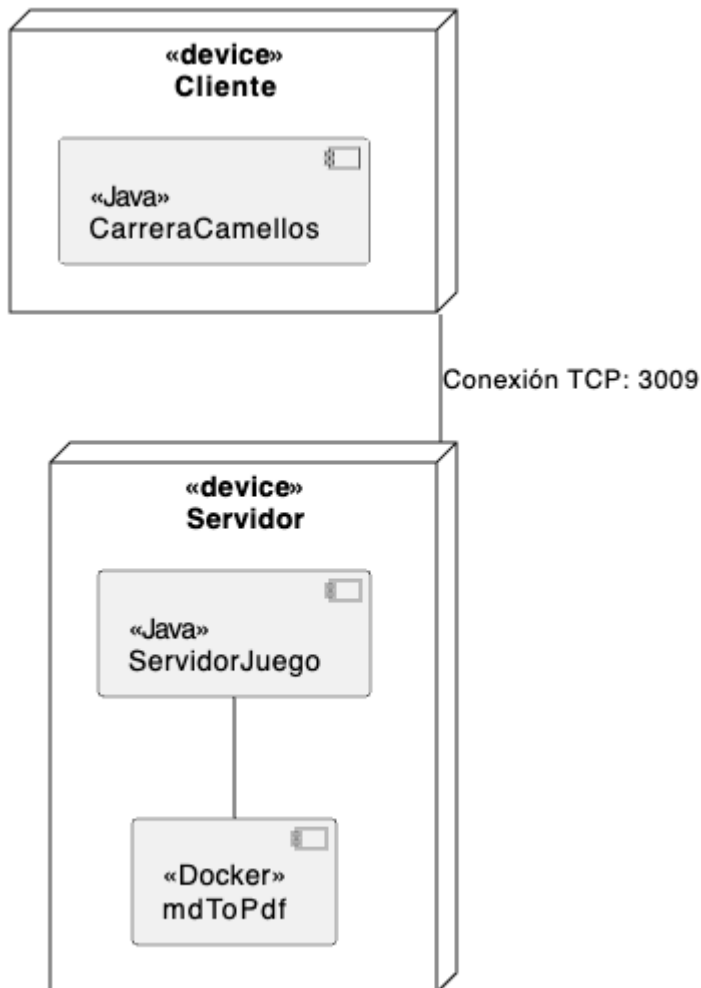 «device»
Cliente
«Java»
CarreraCamellos
Conexión TCP: 3009
«device»
Servidor
«Java»
ServidorJuego
«Docker»
mdToPdf